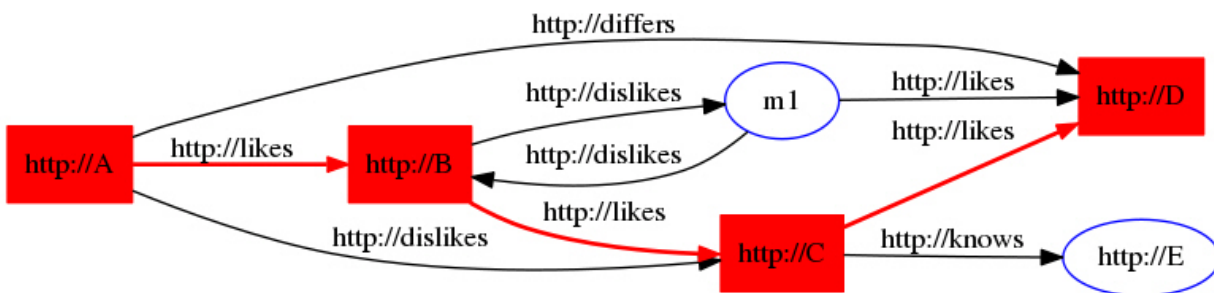 http://differs
http://likes
http://D
http://dislikes
m1
http://likes
http://A
http://likes
http://B
http://dislikes
http://likes
http://dislikes
http://C
http://knows
http://E